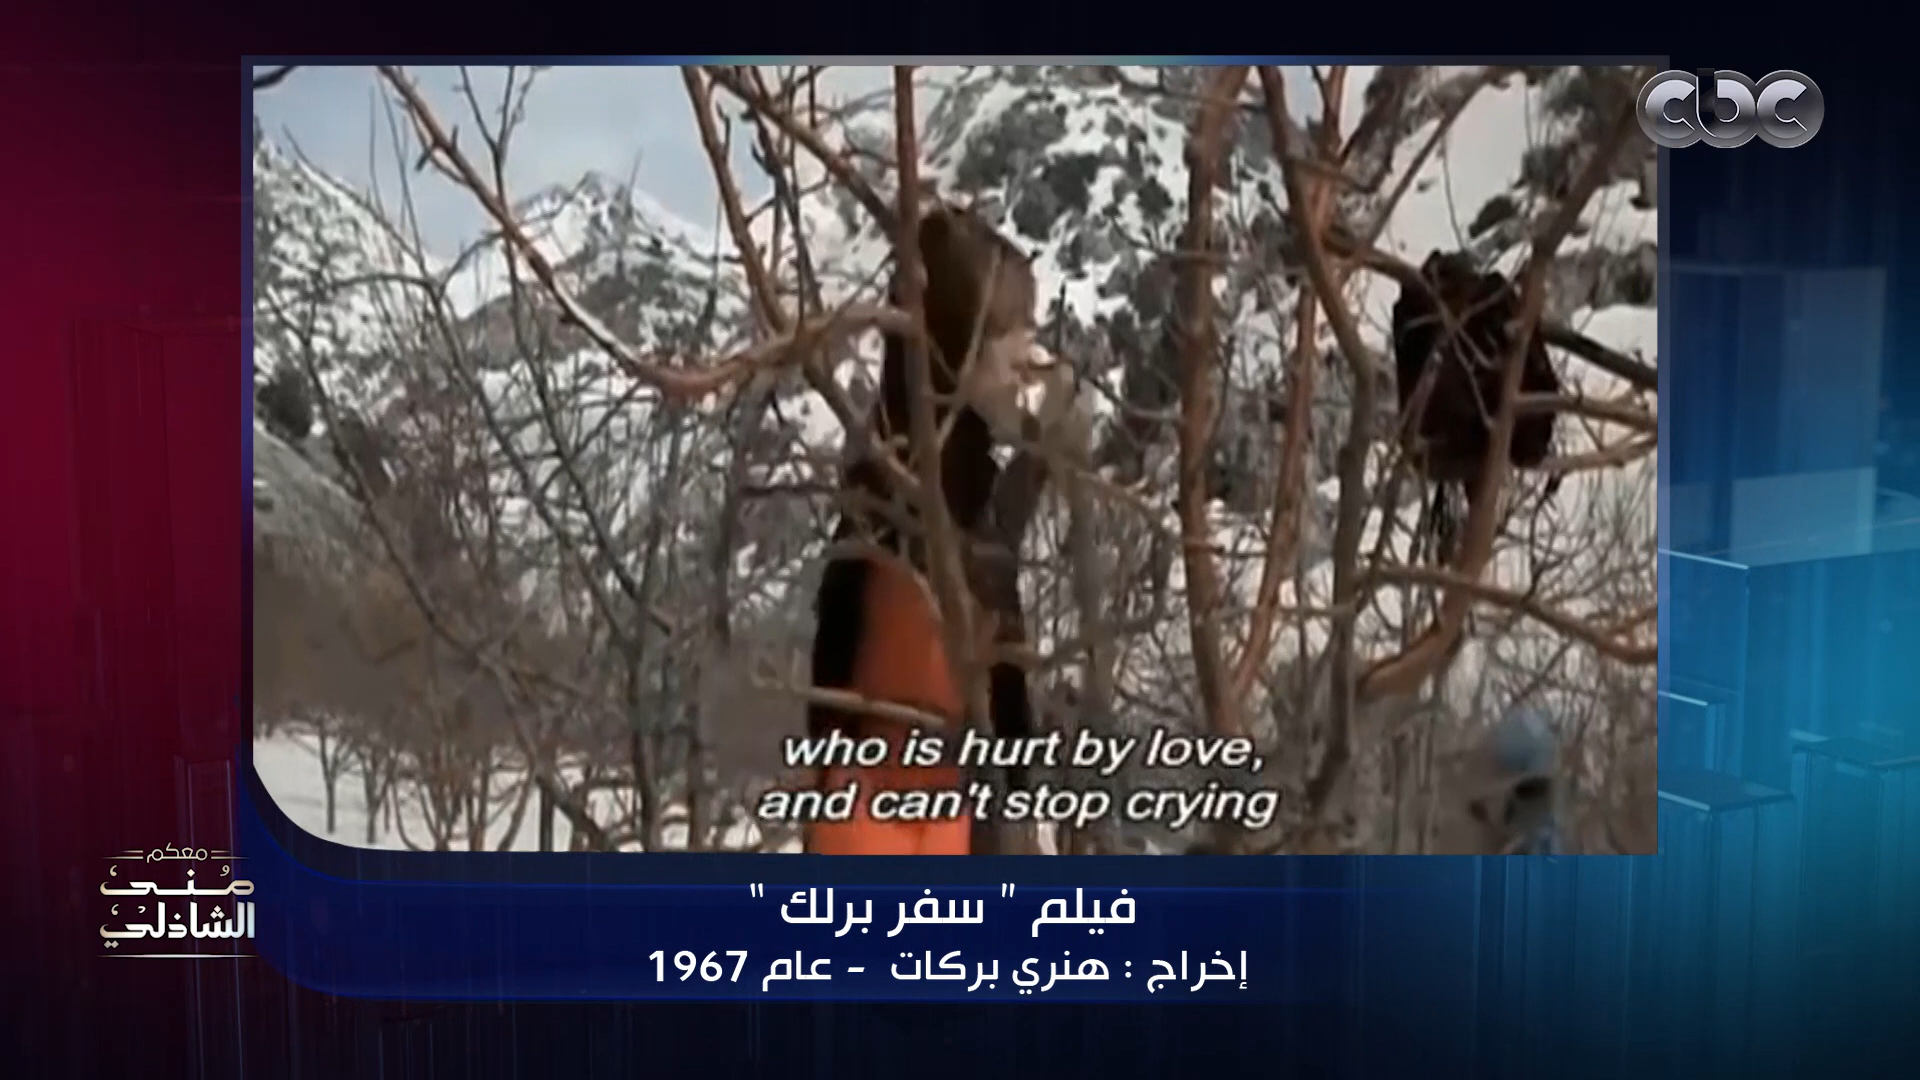 cbc
who is hurt by love,
and can't stop crying
معكم
منى
الشاذلي
فيلم " سفر برلك "
إخراج : هنري بركات - عام 1967